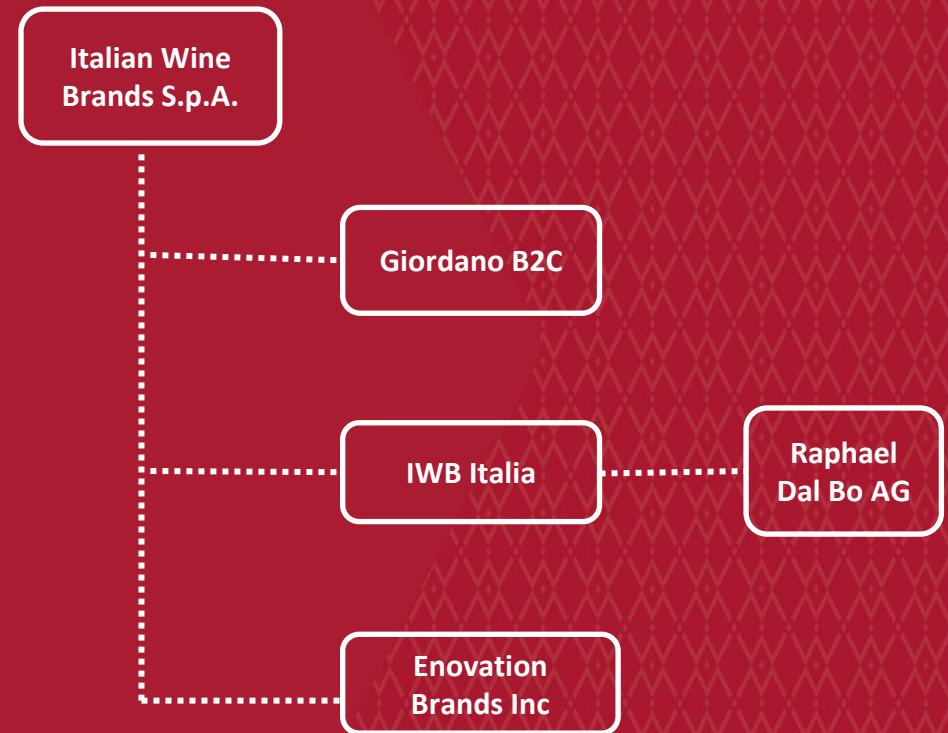 Italian Wine
Brands S.p.A.
Giordano B2C
IWB Italia
Raphael
Dal Bo AG
Enovation
Brands Inc